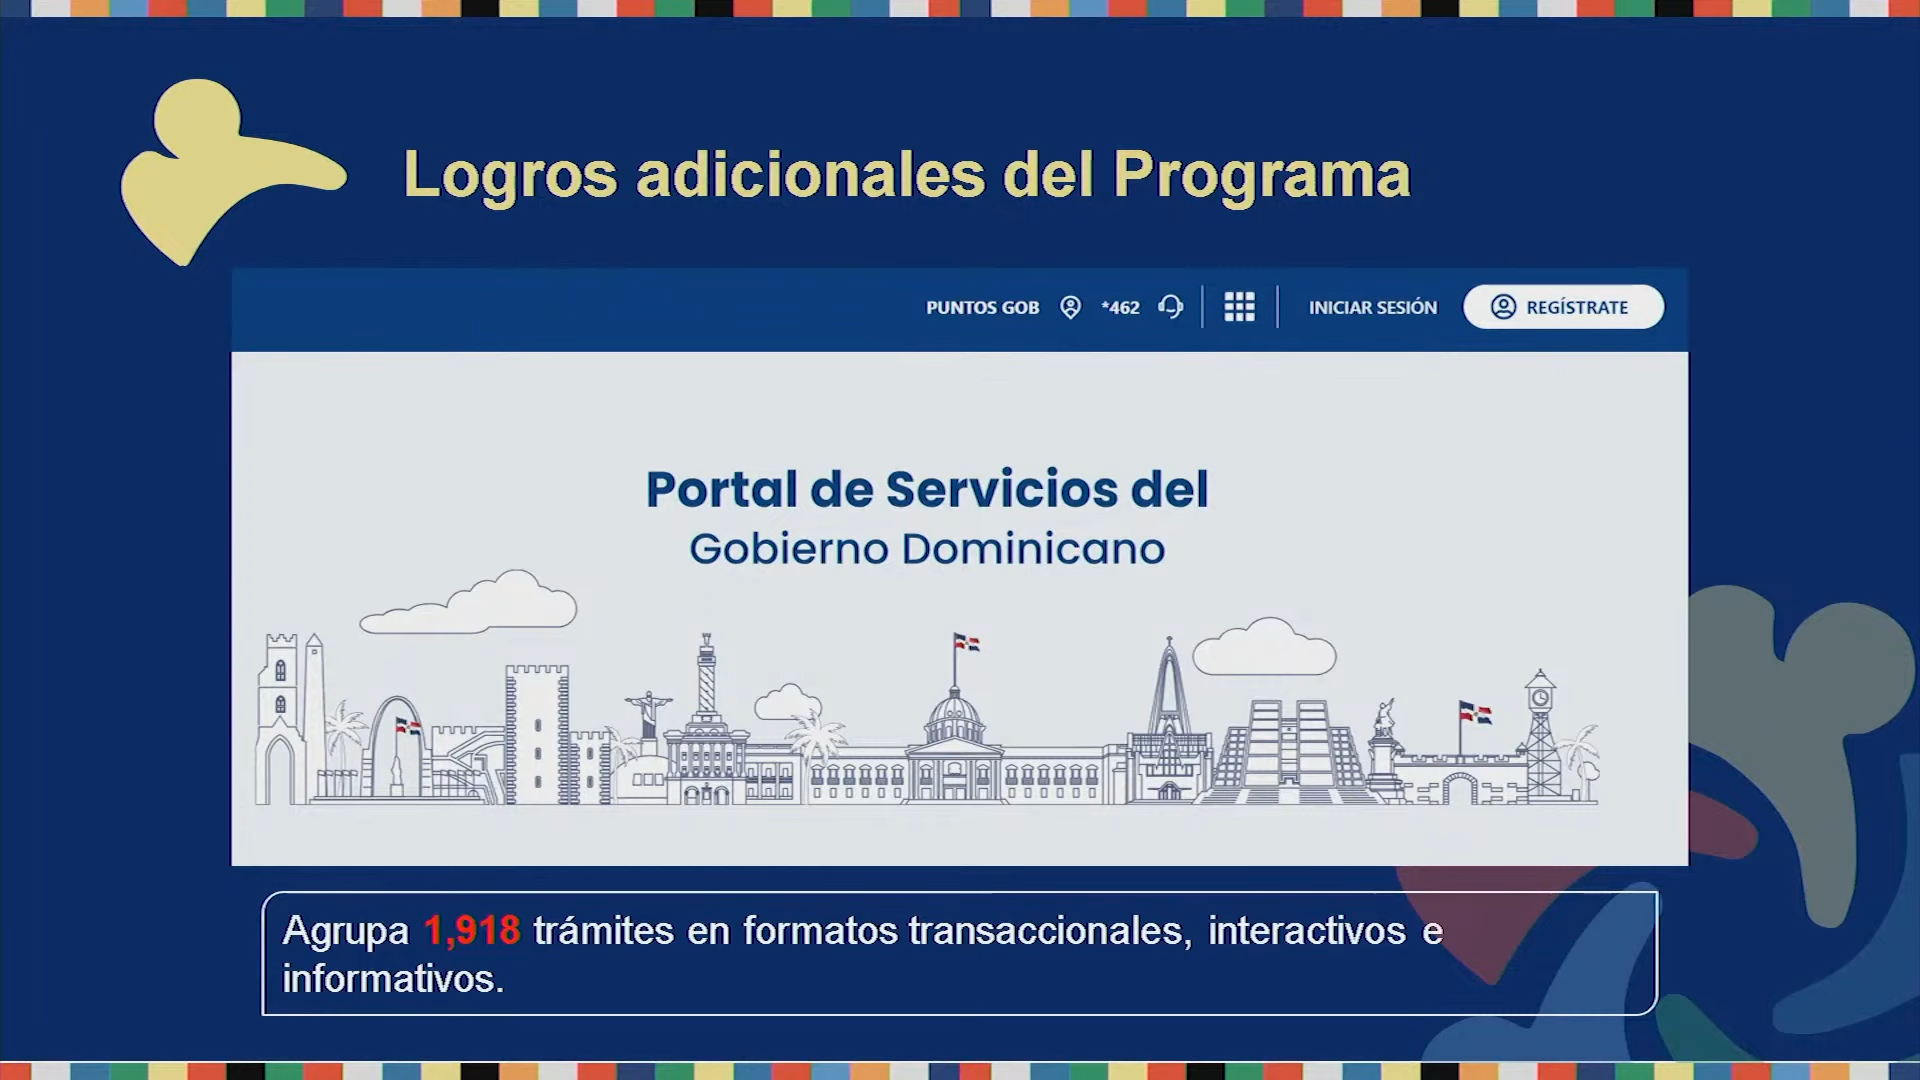 Logros adicionales del Programa
PUNTOS GOB *462 INICIAR SESIÓN REGÍSTRATE
Portal de Servicios del
Gobierno Dominicano
Agrupa 1,918 trámites en formatos transaccionales, interactivos e
informativos.